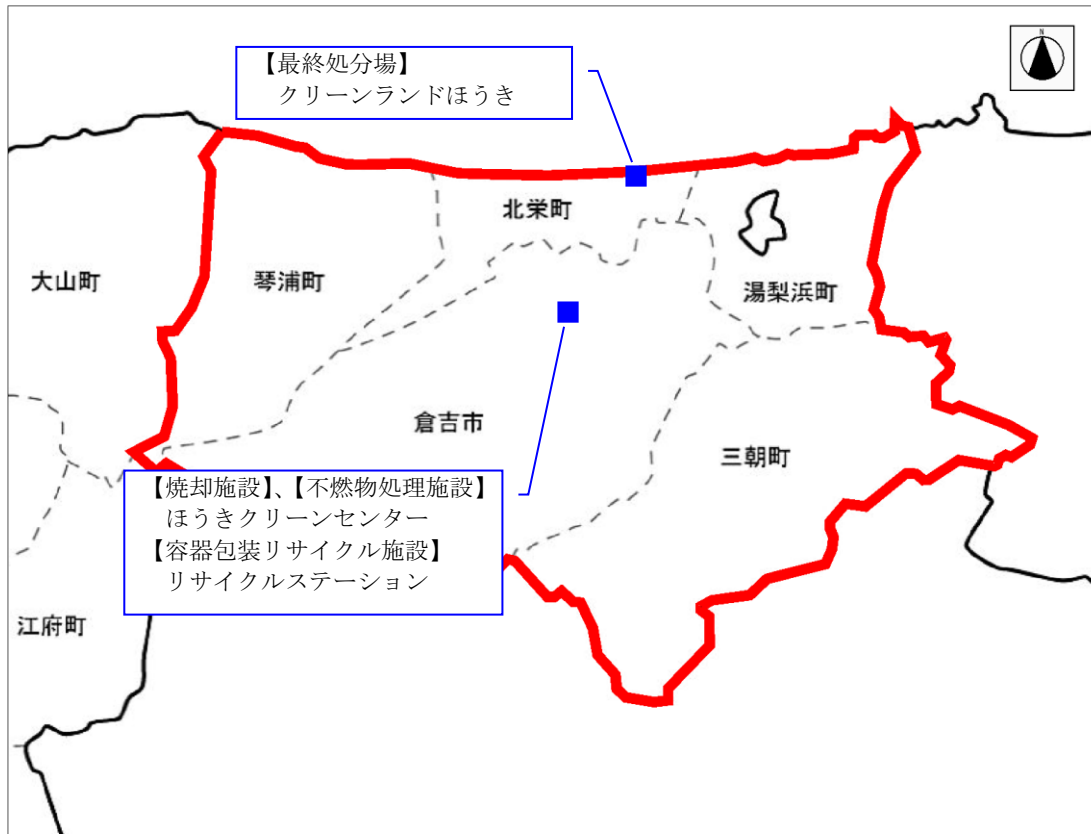 N
【最終処分場】
クリーンランドほうき
北栄町
大山町
琴浦町
湯梨浜町
倉吉市
三朝町
【焼却施設】、【不燃物処理施設】
ほうきクリーンセンター
【容器包装リサイクル施設】
リサイクルステーション
江府町